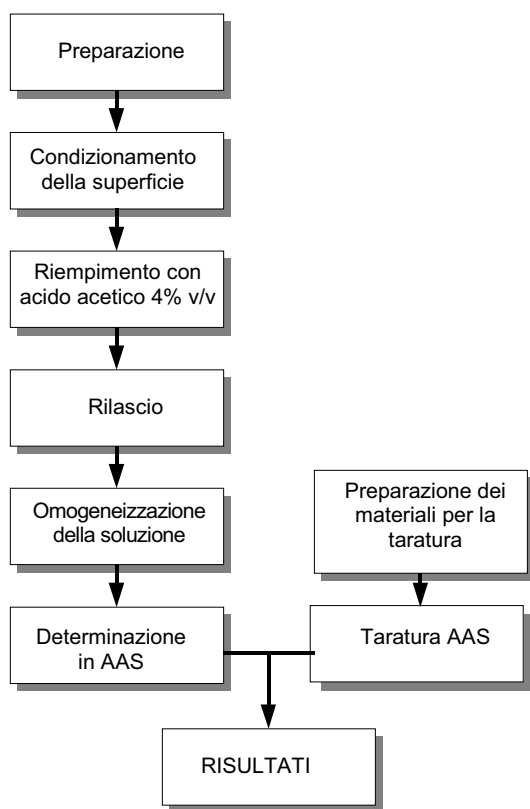 Preparazione
Condizionamento
della superficie
Riempimento con
acido acetico 4% v/v
Rilascio
Omogeneizzazione
della soluzione
Preparazione dei
materiali per la
taratura
Determinazione
in AAS
Taratura AAS
RISULTATI